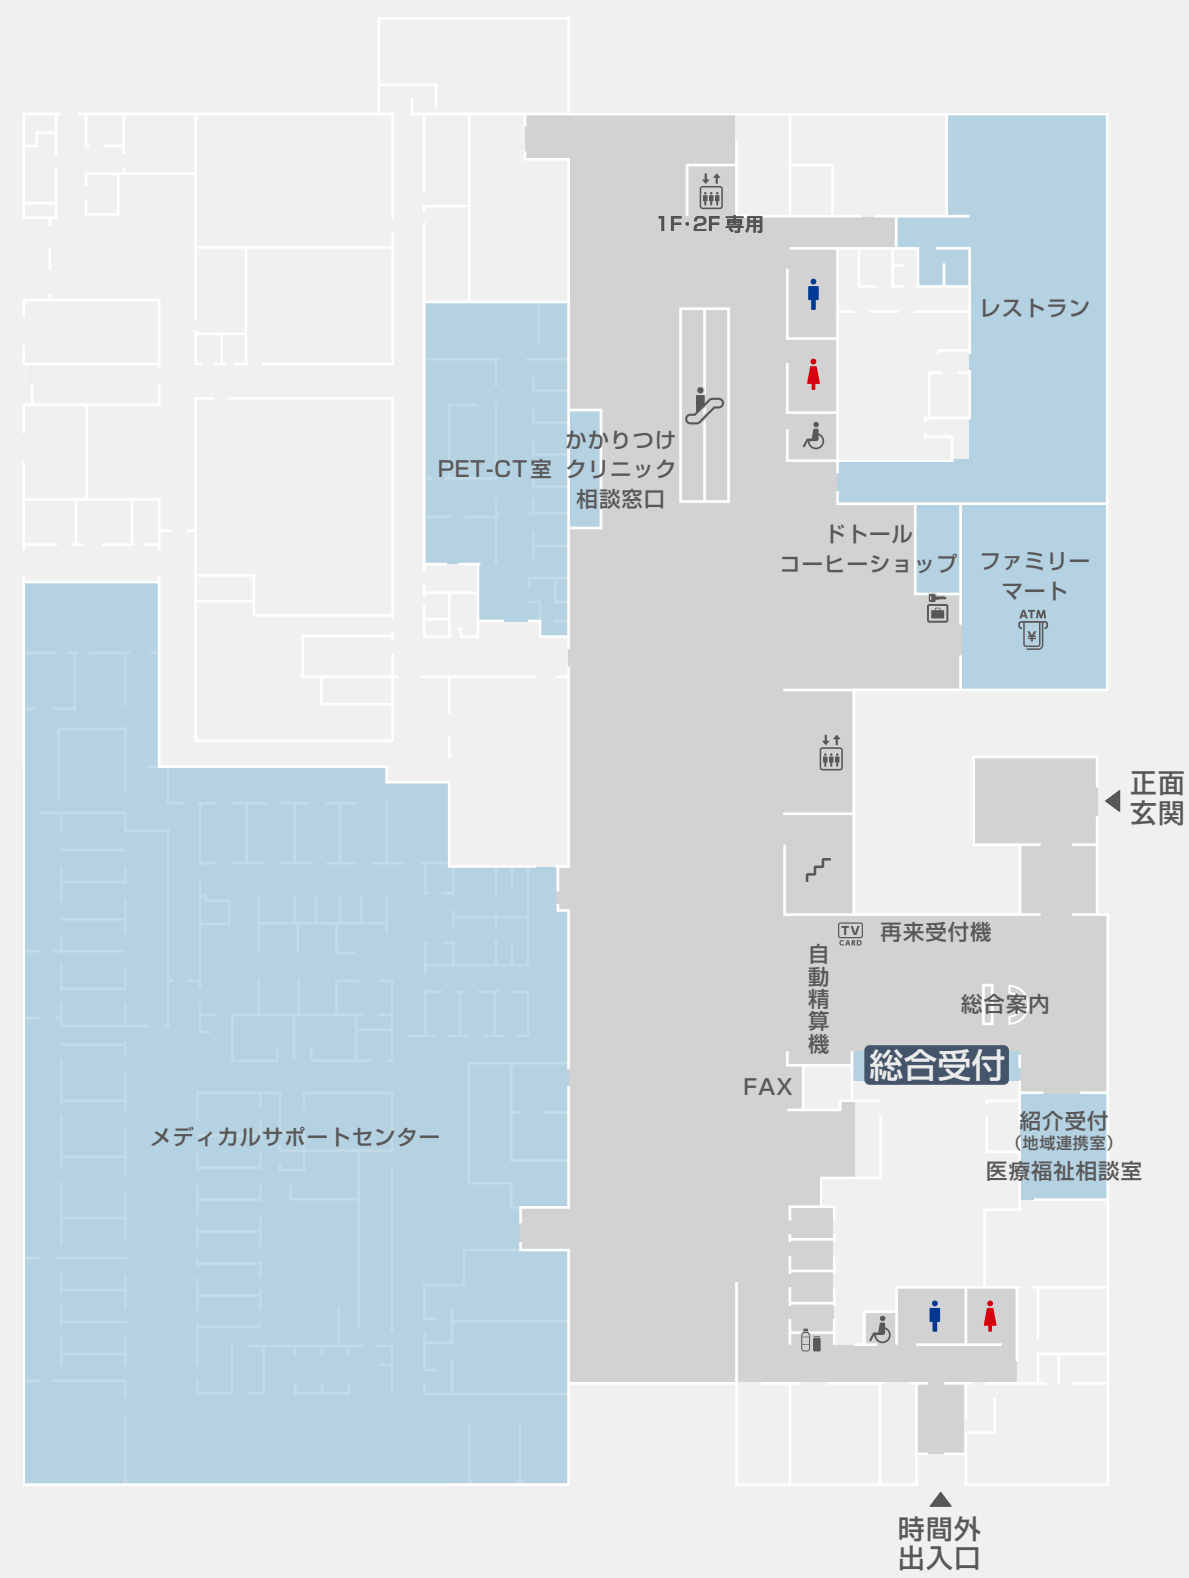 1F·2F 専用
レストラン
かかりつけ
クリニック
相談窓口
PET-CT室
ドトール
コーヒーショップ
ファミリー
マート
ATM
¥
正面
玄関
TV
CARD
再来受付機
自動精算機
総合案内
総合受付
FAX
紹介受付
(地域連携室)
医療福祉相談室
メディカルサポートセンター
時間外
出入口